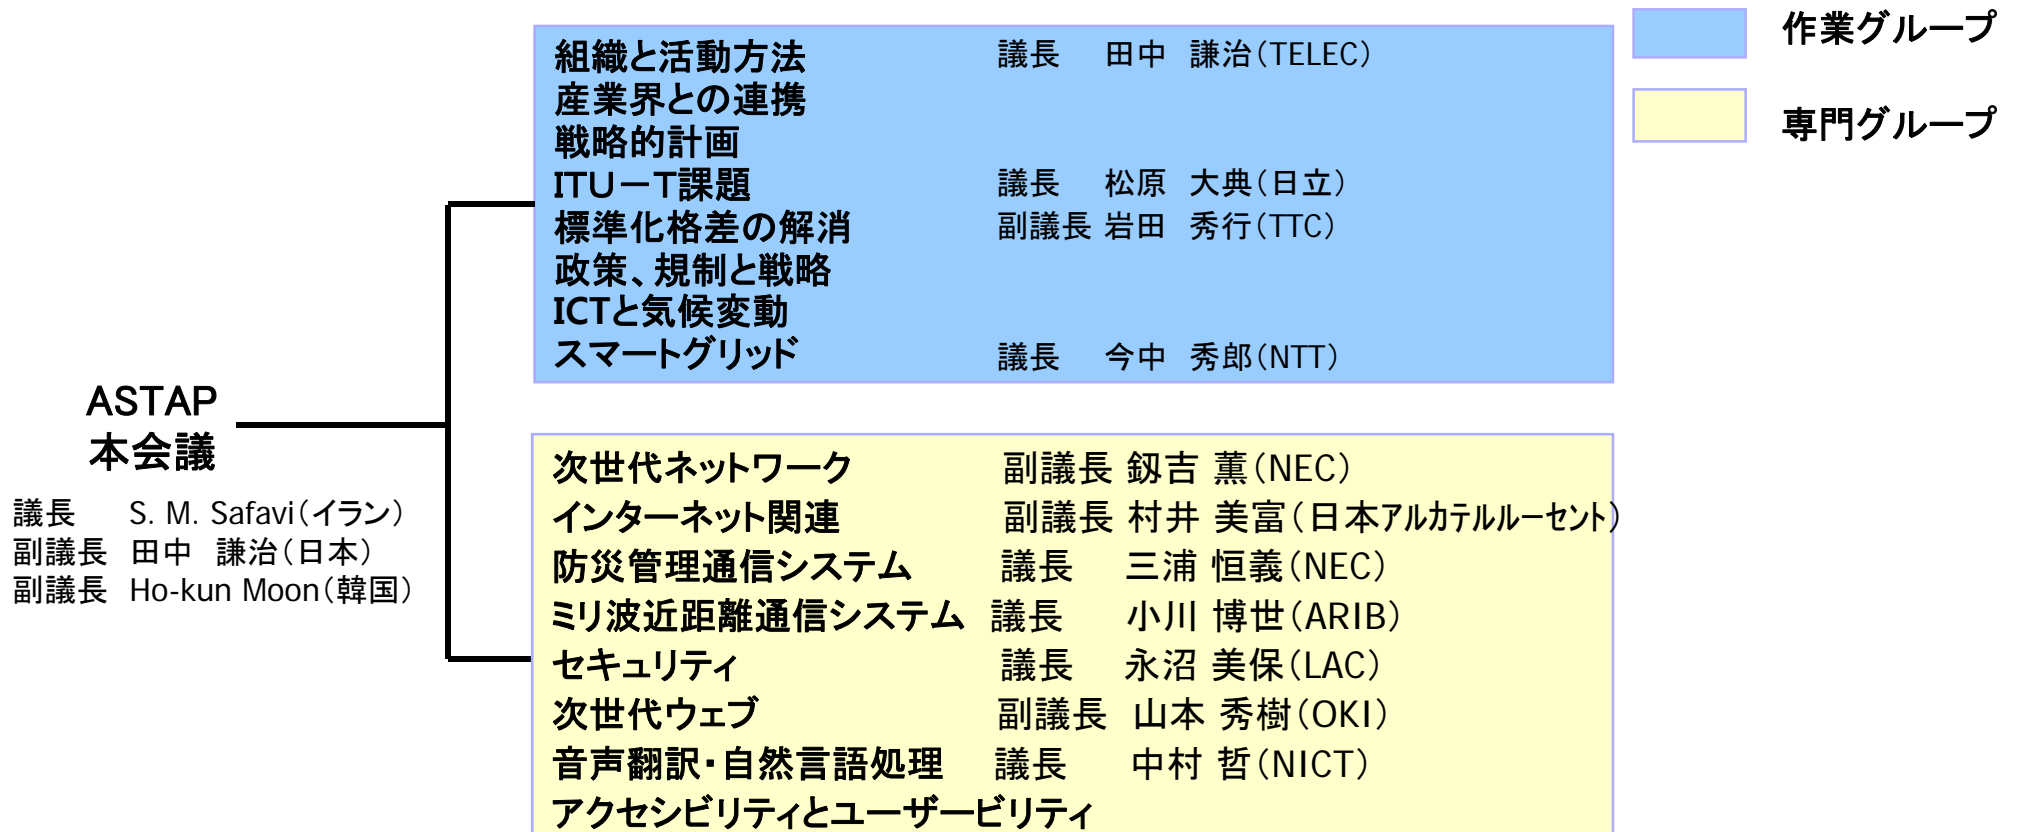 作業グループ
専門グループ
組織と活動方法 議長 田中 謙治(TELEC)
産業界との連携
戦略的計画
ITU-T課題 議長 松原 大典(日立)
標準化格差の解消 副議長 岩田 秀行(TTC)
政策、規制と戦略
ICTと気候変動
スマートグリッド 議長 今中 秀郎(NTT)
ASTAP
本会議
議長 S. M. Safavi(イラン)
副議長 田中 謙治(日本)
副議長 Ho-kun Moon(韓国)
次世代ネットワーク 副議長 釼吉 薫(NEC)
インターネット関連 副議長 村井 美富(日本アルカテルルーセント)
防災管理通信システム 議長 三浦 恒義(NEC)
ミリ波近距離通信システム 議長 小川 博世(ARIB)
セキュリティ 議長 永沼 美保(LAC)
次世代ウェブ 副議長 山本 秀樹(OKI)
音声翻訳・自然言語処理 議長 中村 哲(NICT)
アクセシビリティとユーザービリティ